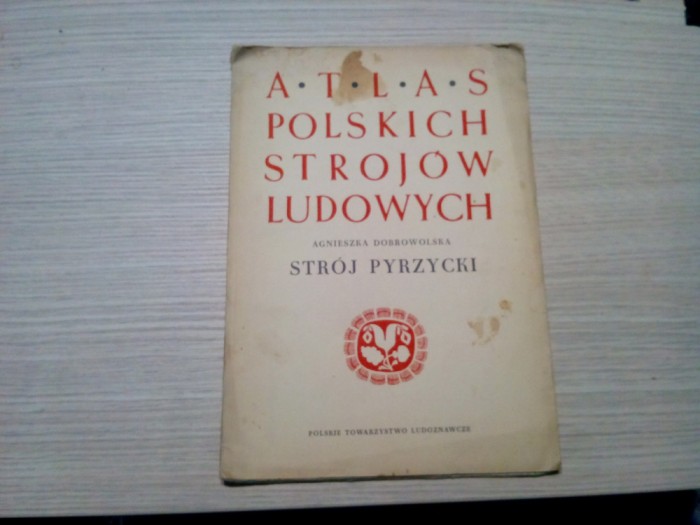 A·T·L·A·S
POLSKICH
STROJÓW
LUDOWYCH
AGNIESZKA DOBROWOLSKA
STRÓJ PYRZYCKI
POLSKIE TOWARZYSTWO LUDOZNAWCZE